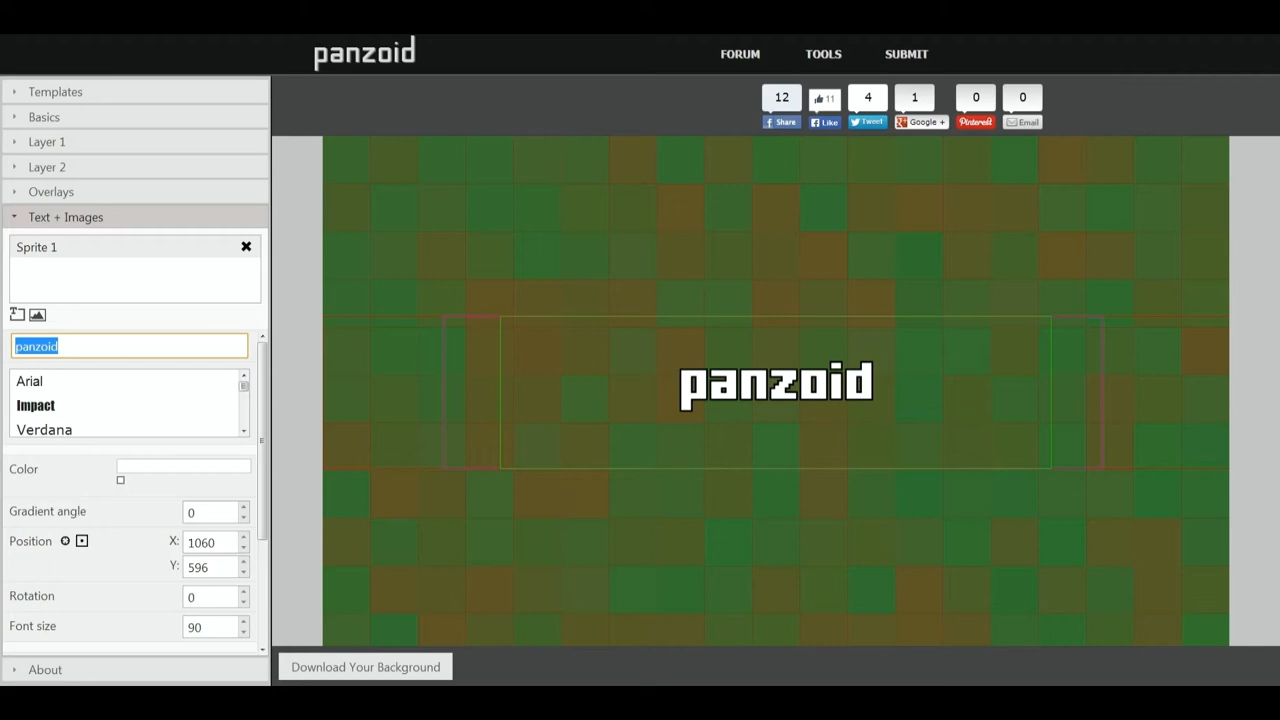 panzoid
FORUM TOOLS SUBMIT
Templates
Basics
Layer 1
Layer 2
Overlays
Text + Images
Sprite 1
panzoid
Arial
Impact
Verdana
Color
Gradient angle 0
Position X: 1060
Y: 596
Rotation 0
Font size 90
About
12 11 4 1 0 0
Share Like Tweet Google + Pinterest Email
panzoid
Download Your Background